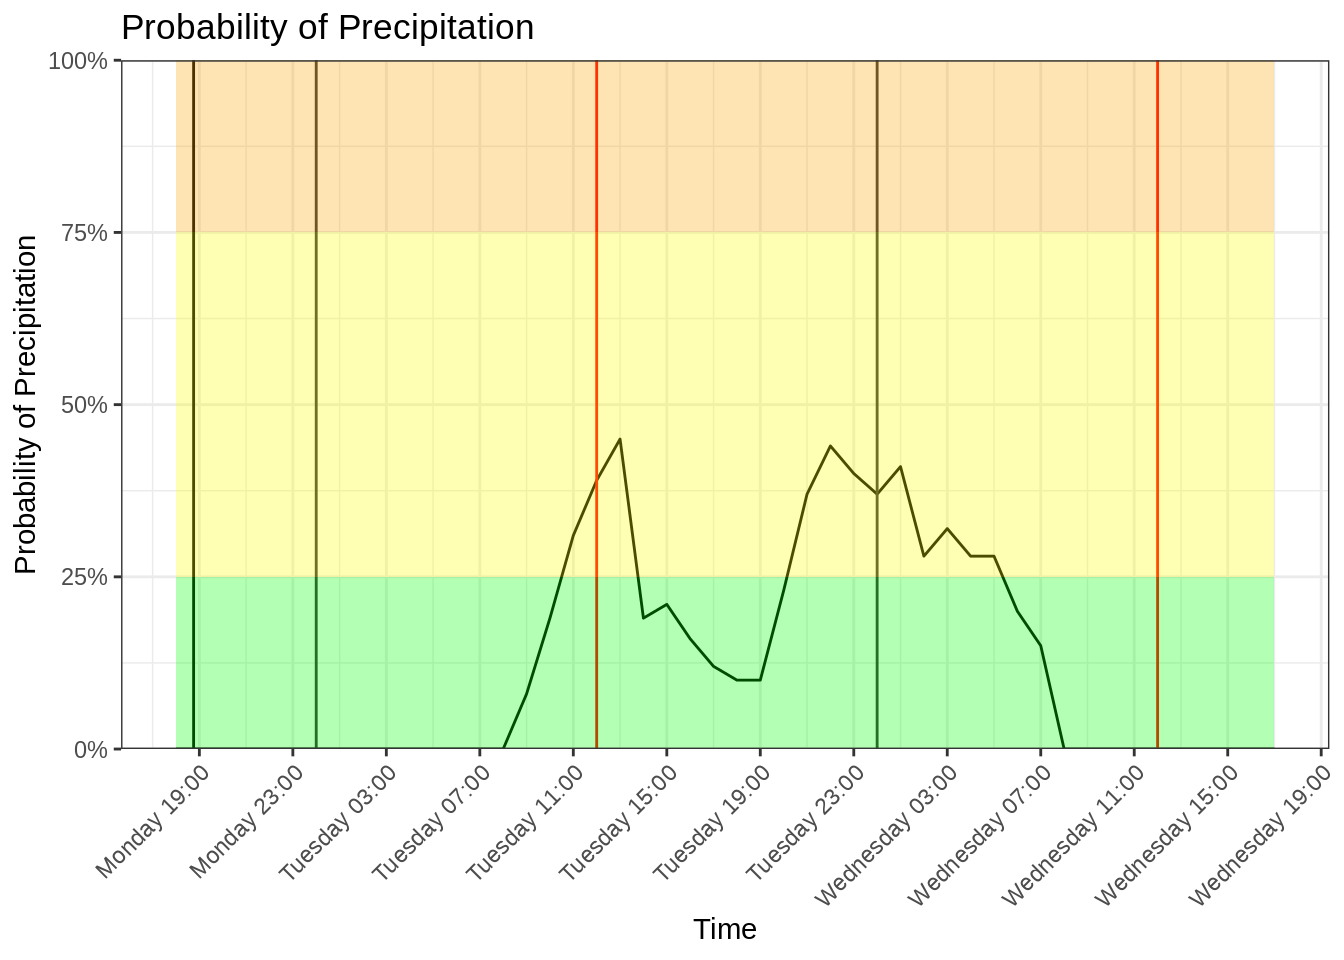 Probability of Precipitation
Probability of Precipitation
100%
75%
50%
25%
0%
Monday 19:00
Monday 23:00
Tuesday 03:00
Tuesday 07:00
Tuesday 11:00
Tuesday 15:00
Tuesday 19:00
Tuesday 23:00
Wednesday 03:00
Wednesday 07:00
Wednesday 11:00
Wednesday 15:00
Wednesday 19:00
Time